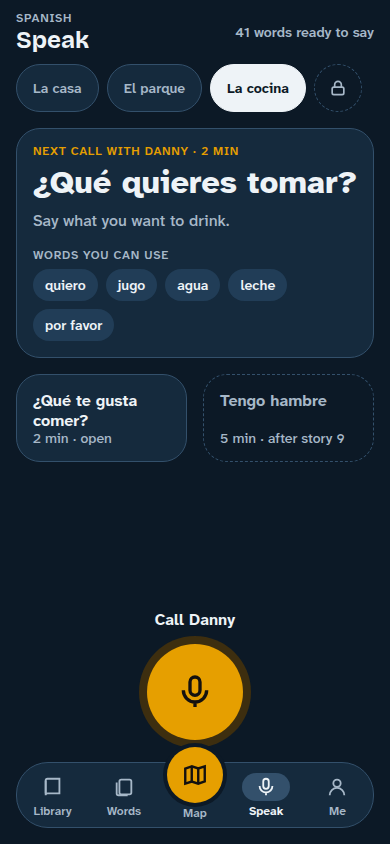 SPANISH
Speak
41 words ready to say
La casa
El parque
La cocina
NEXT CALL WITH DANNY · 2 MIN
¿Qué quieres tomar?
Say what you want to drink.
WORDS YOU CAN USE
quiero
jugo
agua
leche
por favor
¿Qué te gusta
comer?
2 min · open
Tengo hambre
5 min · after story 9
Call Danny
Library
Words
Map
Speak
Me